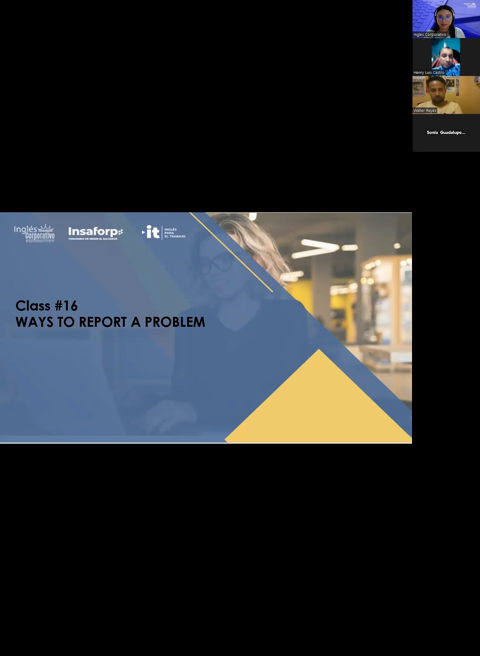 Inglés Corporativo
Henry Luis Castro
Walter Reyes
Sonia Guadalupe...
Inglés
corporativo
Insaforp
it
INGLÉS
PARA
EL TRABAJO
Class #16
WAYS TO REPORT A PROBLEM